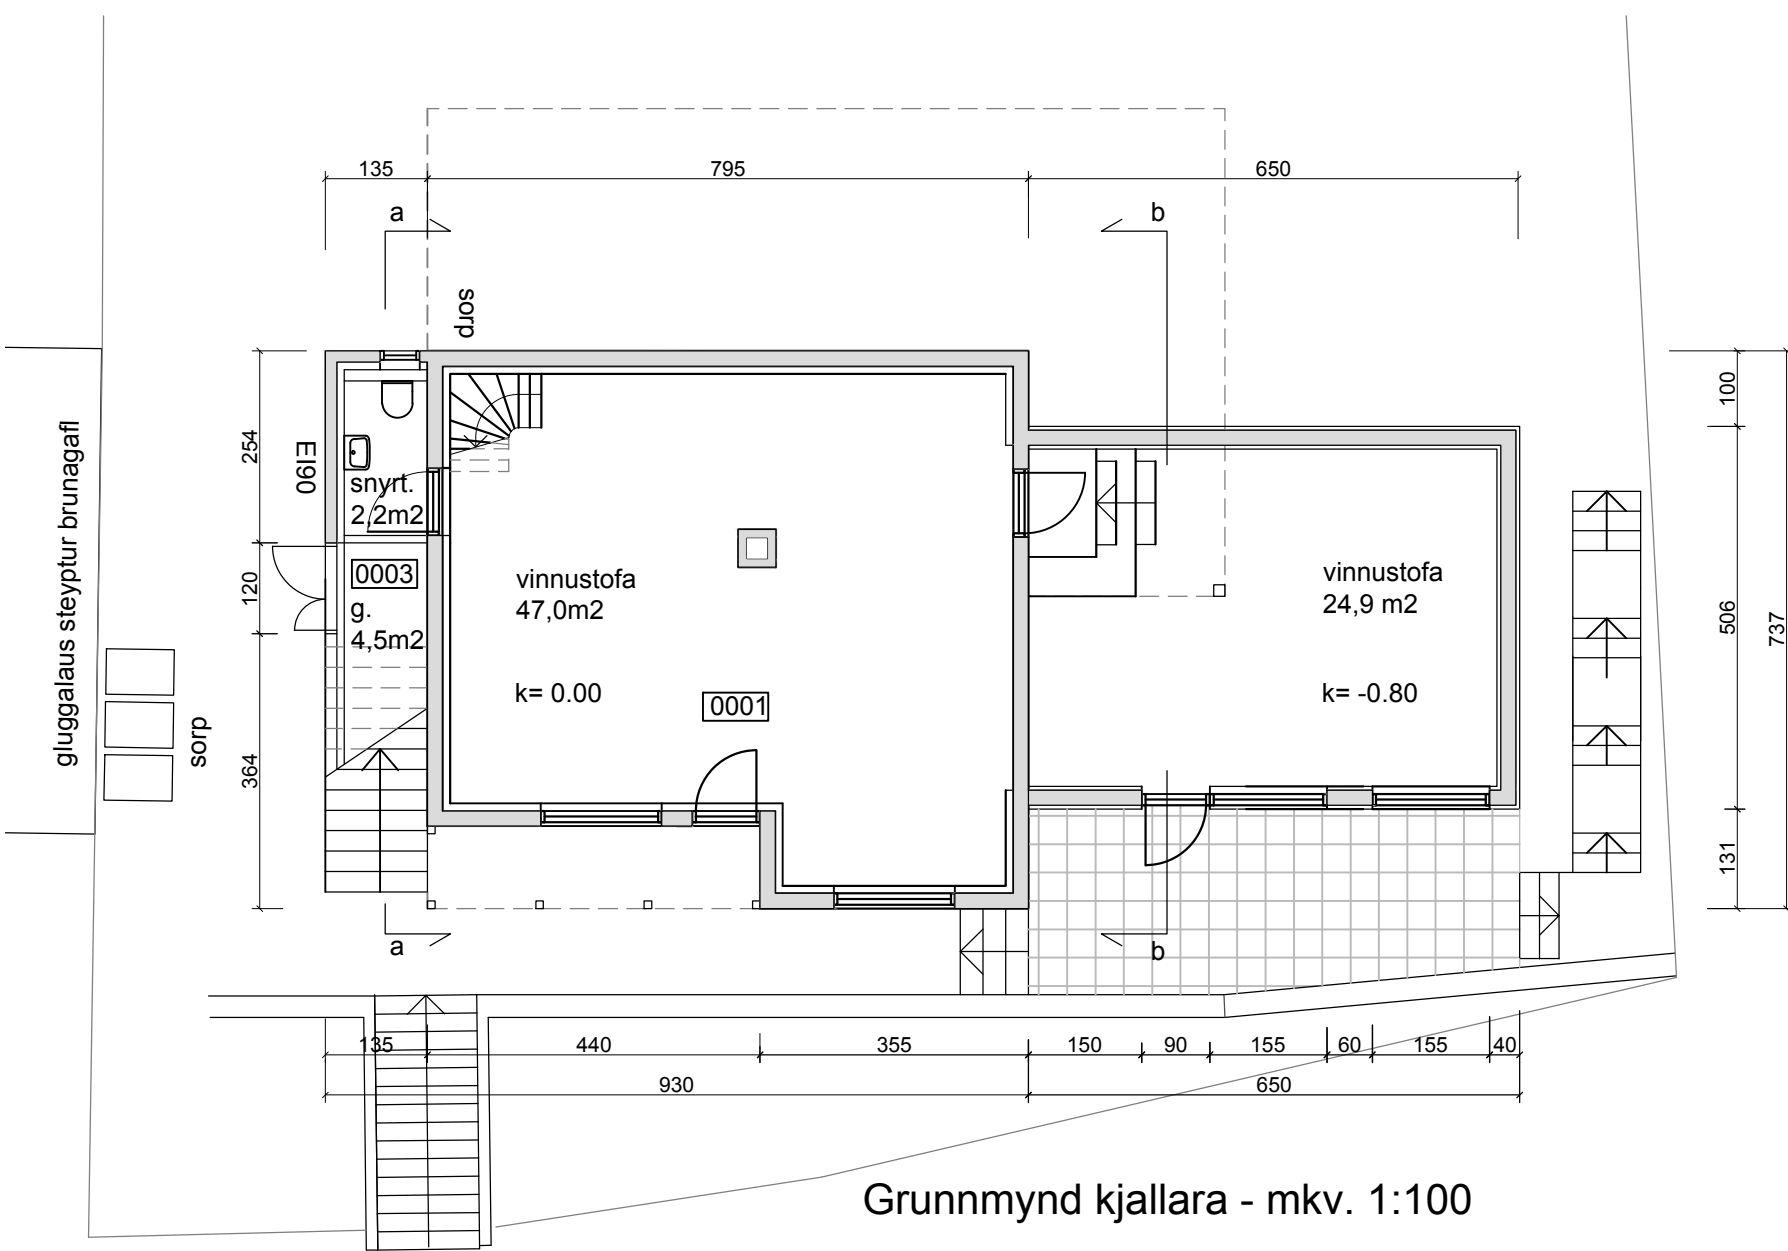 135
795
650
a
b
sorp
100
254
EI90
snyrt.
2,2m2
gluggalaus steyptur brunagafl
120
0003
g.
4,5m2
vinnustofa
47,0m2
vinnustofa
24,9 m2
506
737
k= 0.00
0001
k= -0.80
sorp
364
131
a
b
135
440
355
150
90
155
60
155
40
930
650
Grunnmynd kjallara - mkv. 1:100